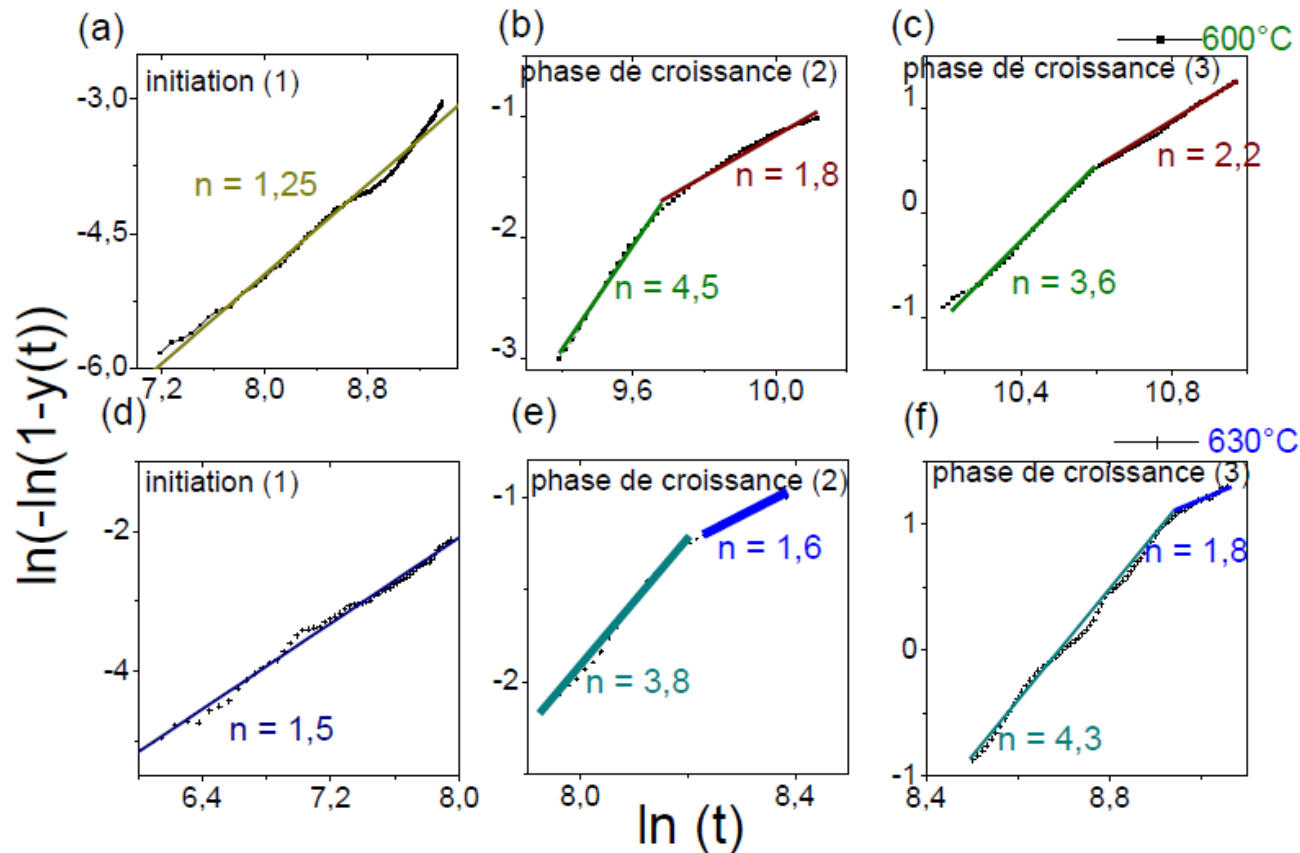 (a)
(b)
(c)
600°C
initiation (1)
phase de croissance (2)
phase de croissance (3)
-3,0
-4,5
-6,0
n = 1,25
7,2 8,0 8,8
-1
-2
-3
n = 1,8
n = 4,5
9,6 10,0
1
0
-1
n = 2,2
n = 3,6
10,4 10,8
ln(-ln(1-y(t)))
(d)
(e)
(f)
630°C
initiation (1)
phase de croissance (2)
phase de croissance (3)
-2
-4
n = 1,5
6,4 7,2 8,0
-1
-2
n = 1,6
n = 3,8
8,0 8,4
1
0
-1
n = 1,8
n = 4,3
8,4 8,8
ln (t)